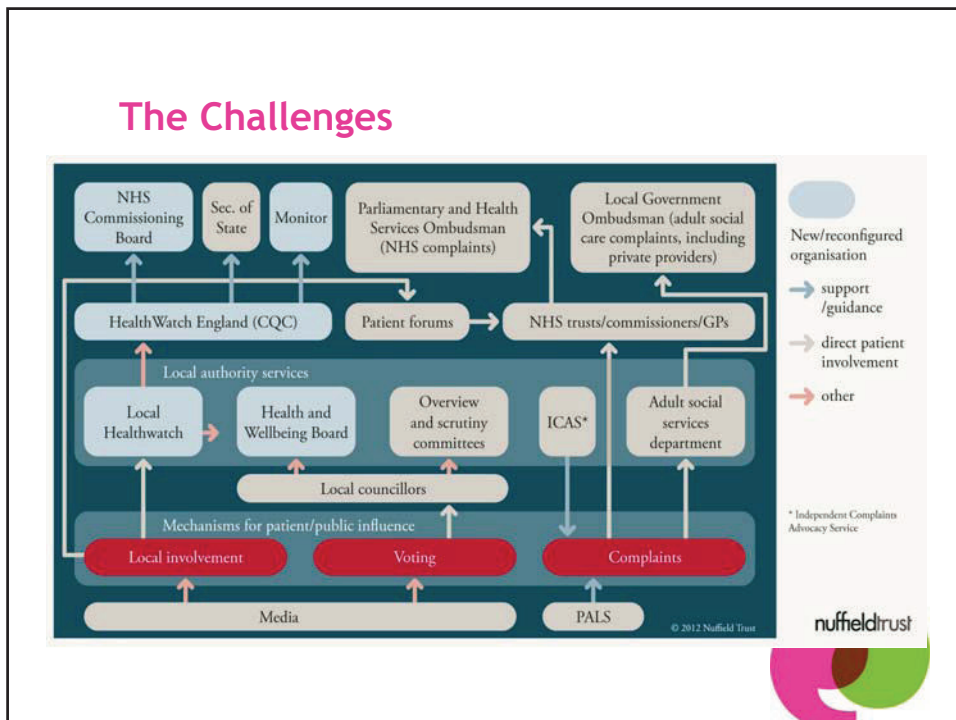 The Challenges
NHS
Commissioning
Board
Sec. of
State
Monitor
Parliamentary and Health
Services Ombudsman
(NHS complaints)
Local Government
Ombudsman (adult social
care complaints, including
private providers)
New/reconfigured
organisation
HealthWatch England (CQC)
Patient forums
NHS trusts/commissioners/GPs
support
/guidance
direct patient
involvement
other
Local authority services
Local
Healthwatch
Health and
Wellbeing Board
Overview
and scrutiny
committees
ICAS*
Adult social
services
department
Local councillors
* Independent Complaints
Advocacy Service
Mechanisms for patient/public influence
Local involvement
Voting
Complaints
Media
PALS
© 2012 Nuffield Trust
nuffieldtrust